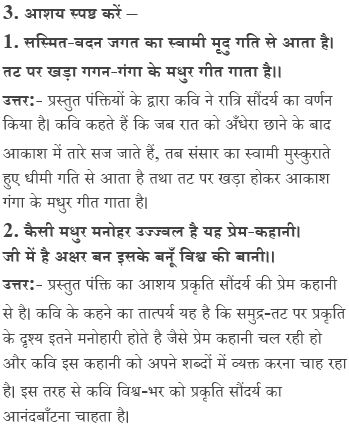 3. आशय स्पष्ट करें –
1. सस्मित-वदन जगत का स्वामी मृदु गति से आता है।
तट पर खड़ा गगन-गंगा के मधुर गीत गाता है।।
उत्तर:- प्रस्तुत पंक्तियों के द्वारा कवि ने रात्रि सौंदर्य का वर्णन
किया है। कवि कहते हैं कि जब रात को अँधेरा छाने के बाद
आकाश में तारे सज जाते हैं, तब संसार का स्वामी मुस्कुराते
हुए धीमी गति से आता है तथा तट पर खड़ा होकर आकाश
गंगा के मधुर गीत गाता है।
2. कैसी मधुर मनोहर उज्ज्वल है यह प्रेम-कहानी।
जी में है अक्षर बन इसके बनूँ विश्व की बानी।।
उत्तर:- प्रस्तुत पंक्ति का आशय प्रकृति सौंदर्य की प्रेम कहानी
से है। कवि के कहने का तात्पर्य यह है कि समुद्र-तट पर प्रकृति
के दृश्य इतने मनोहारी होते है जैसे प्रेम कहानी चल रही हो
और कवि इस कहानी को अपने शब्दों में व्यक्त करना चाह रहा
है। इस तरह से कवि विश्व-भर को प्रकृति सौंदर्य का
आनंदबाँटना चाहता है।